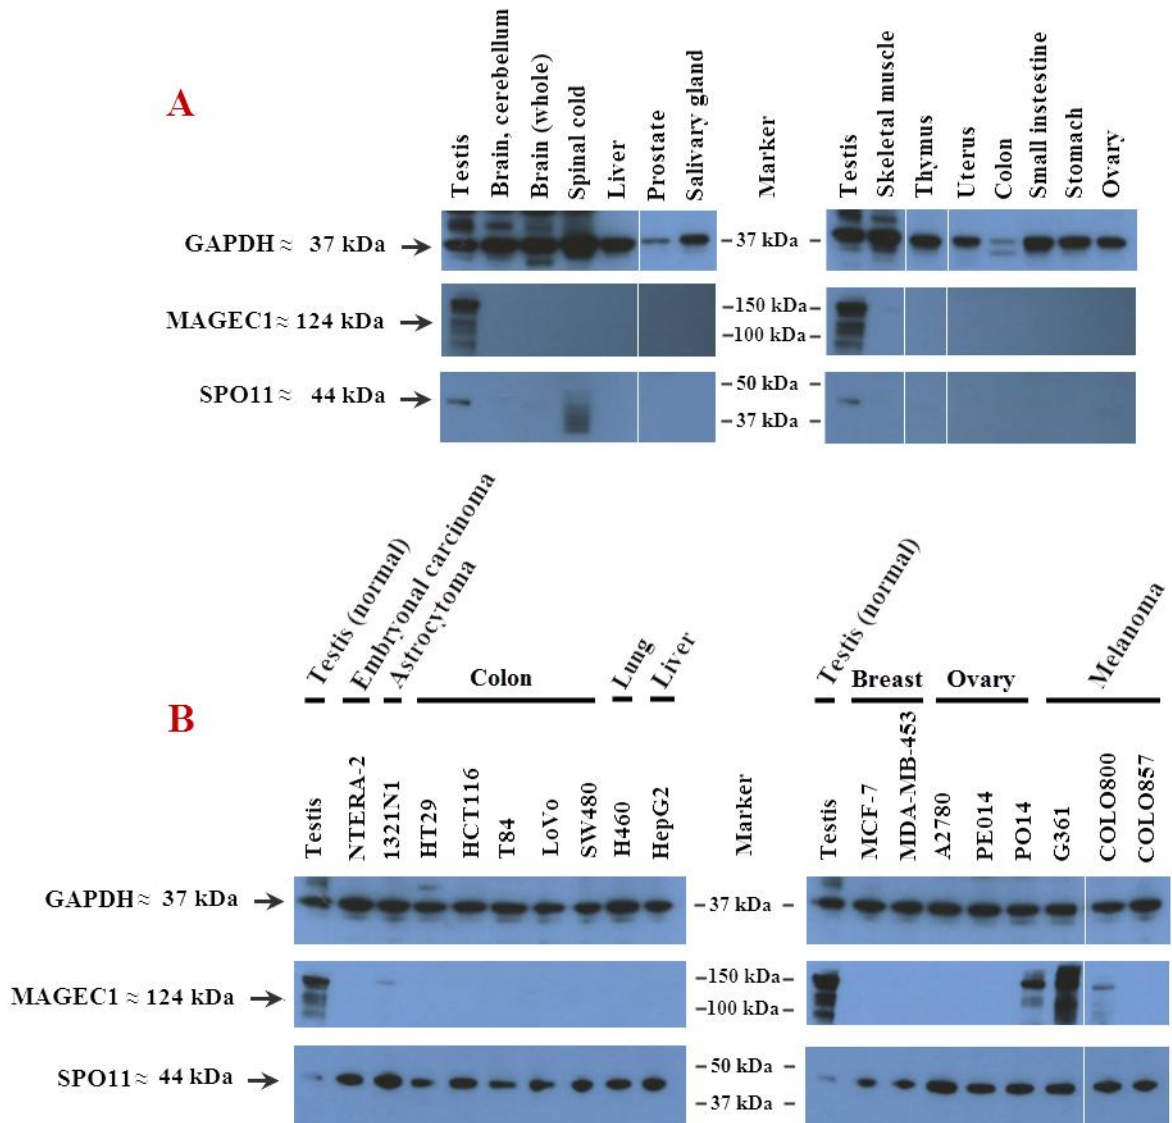 A
Testis
Brain, cerebellum
Brain (whole)
Spinal cold
Liver
Prostate
Salivary gland
Marker
Testis
Skeletal muscle
Thymus
Uterus
Colon
Small instestine
Stomach
Ovary
GAPDH ≈ 37 kDa
37 kDa
MAGEC1 ≈ 124 kDa
150 kDa
100 kDa
SPO11 ≈ 44 kDa
50 kDa
37 kDa
B
Testis (normal)
Embryonal carcinoma
Astrocytoma
Colon
Lung
Liver
Testis (normal)
Breast
Ovary
Melanoma
Testis
NTERA-2
1321N1
HT29
HCT116
T84
LoVo
SW480
H460
HepG2
Marker
Testis
MCF-7
MDA-MB-453
A2780
PE014
PO14
G361
COLO800
COLO857
GAPDH ≈ 37 kDa
37 kDa
MAGEC1 ≈ 124 kDa
150 kDa
100 kDa
SPO11 ≈ 44 kDa
50 kDa
37 kDa